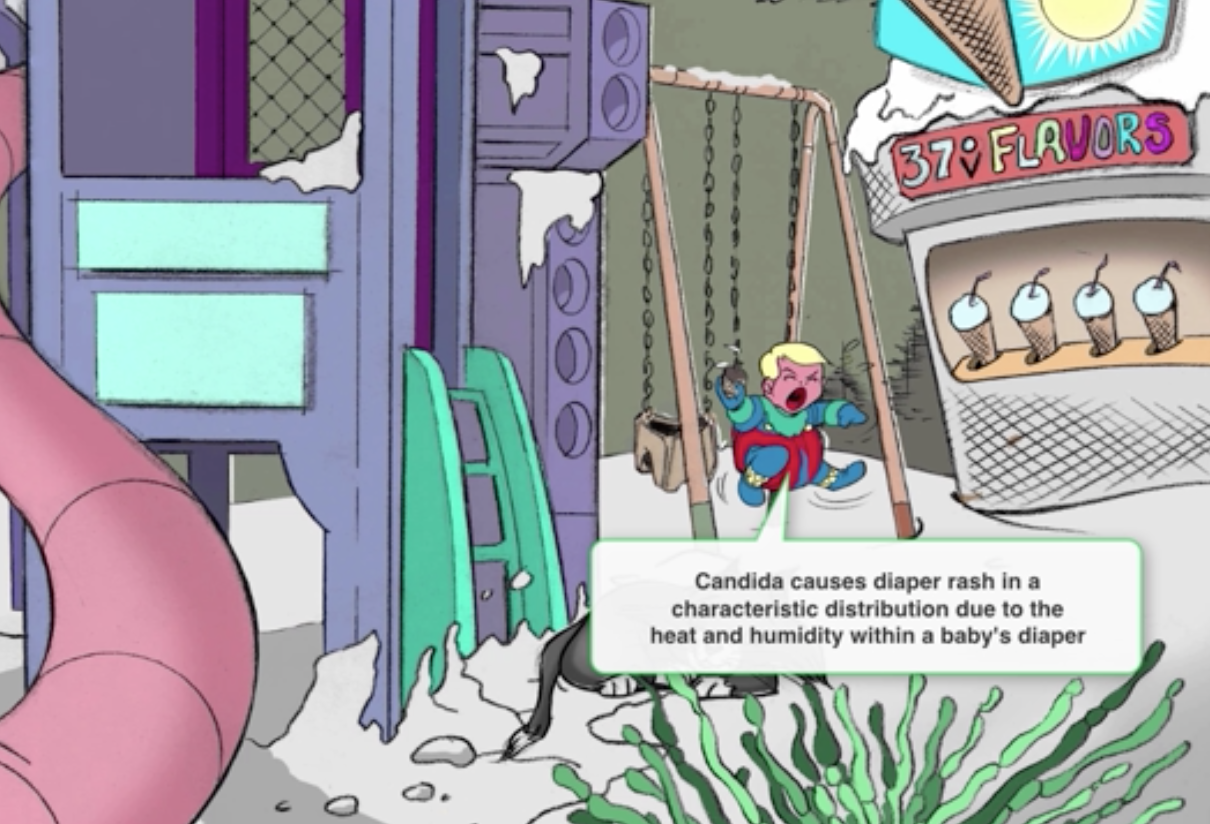 37° FLAVORS
Candida causes diaper rash in a
characteristic distribution due to the
heat and humidity within a baby's diaper